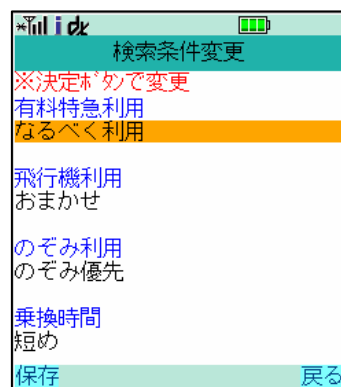 検索条件変更
※決定ﾎﾞﾀﾝで変更
有料特急利用
なるべく利用
飛行機利用
おまかせ
のぞみ利用
のぞみ優先
乗換時間
短め
保存 戻る